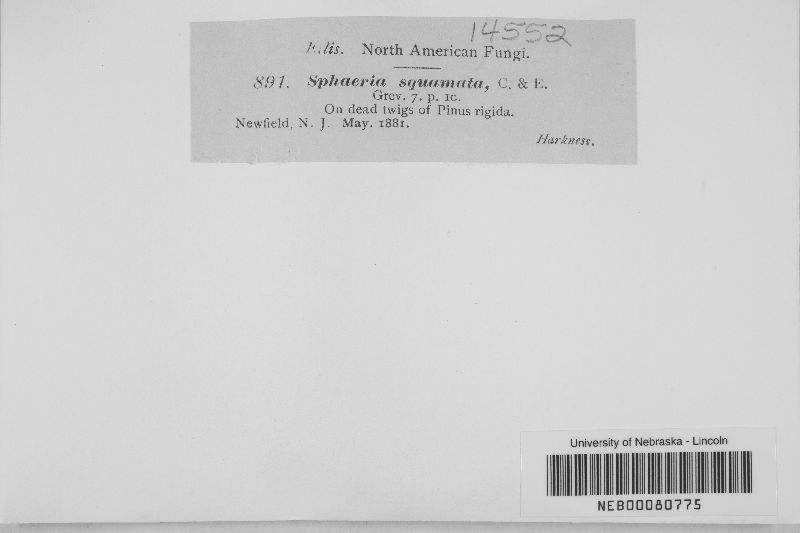 14552
Ellis. North American Fungi.
891. Sphaeria squamata, C. & E.
Grev. 7. p. 10.
On dead twigs of Pinus rigida.
Newfield, N. J. May. 1881.
Harkness.
University of Nebraska - Lincoln
NEB00080775